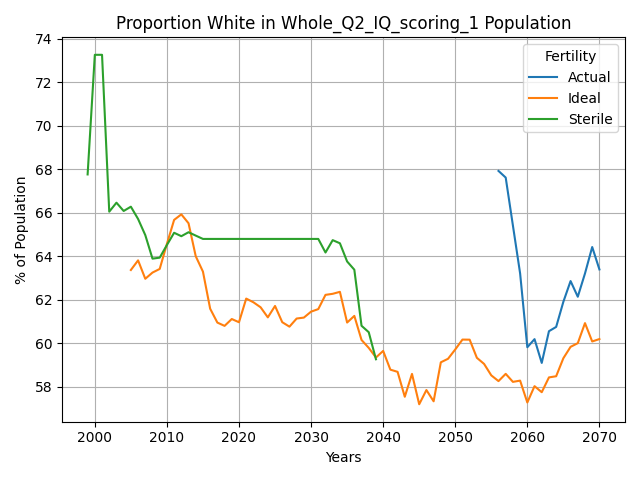 Proportion White in Whole_Q2_IQ_scoring_1 Population
% of Population
74
72
70
68
66
64
62
60
58
Fertility
Actual
Ideal
Sterile
2000 2010 2020 2030 2040 2050 2060 2070
Years